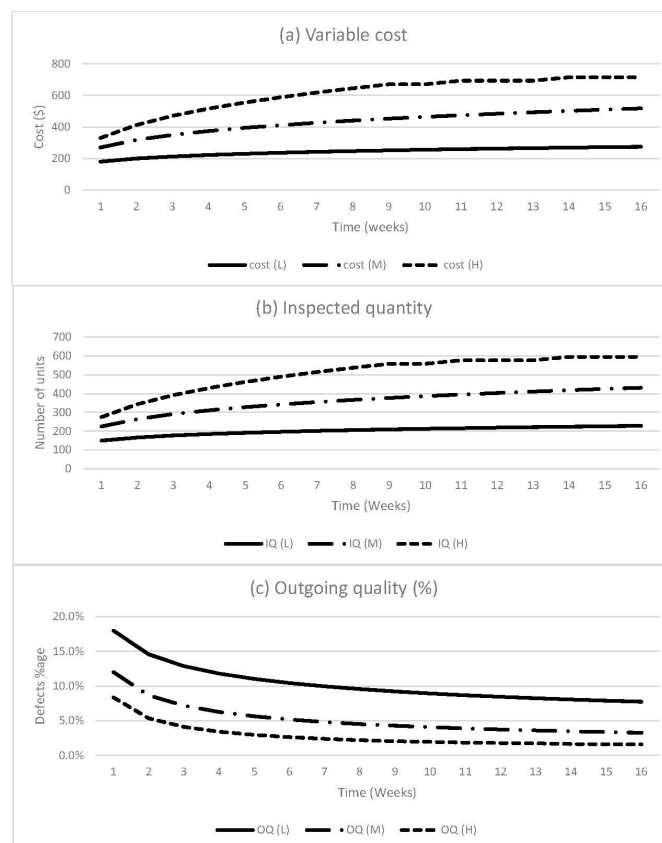 (a) Variable cost
800
600
400
200
0
Cost ($)
1 2 3 4 5 6 7 8 9 10 11 12 13 14 15 16
Time (weeks)
cost (L) cost (M) cost (H)
(b) Inspected quantity
700
600
500
400
300
200
100
0
Number of units
1 2 3 4 5 6 7 8 9 10 11 12 13 14 15 16
Time (Weeks)
IQ (L) IQ (M) IQ (H)
(c) Outgoing quality (%)
20.0%
15.0%
10.0%
5.0%
0.0%
Defects %age
1 2 3 4 5 6 7 8 9 10 11 12 13 14 15 16
Time (Weeks)
OQ (L) OQ (M) OQ (H)